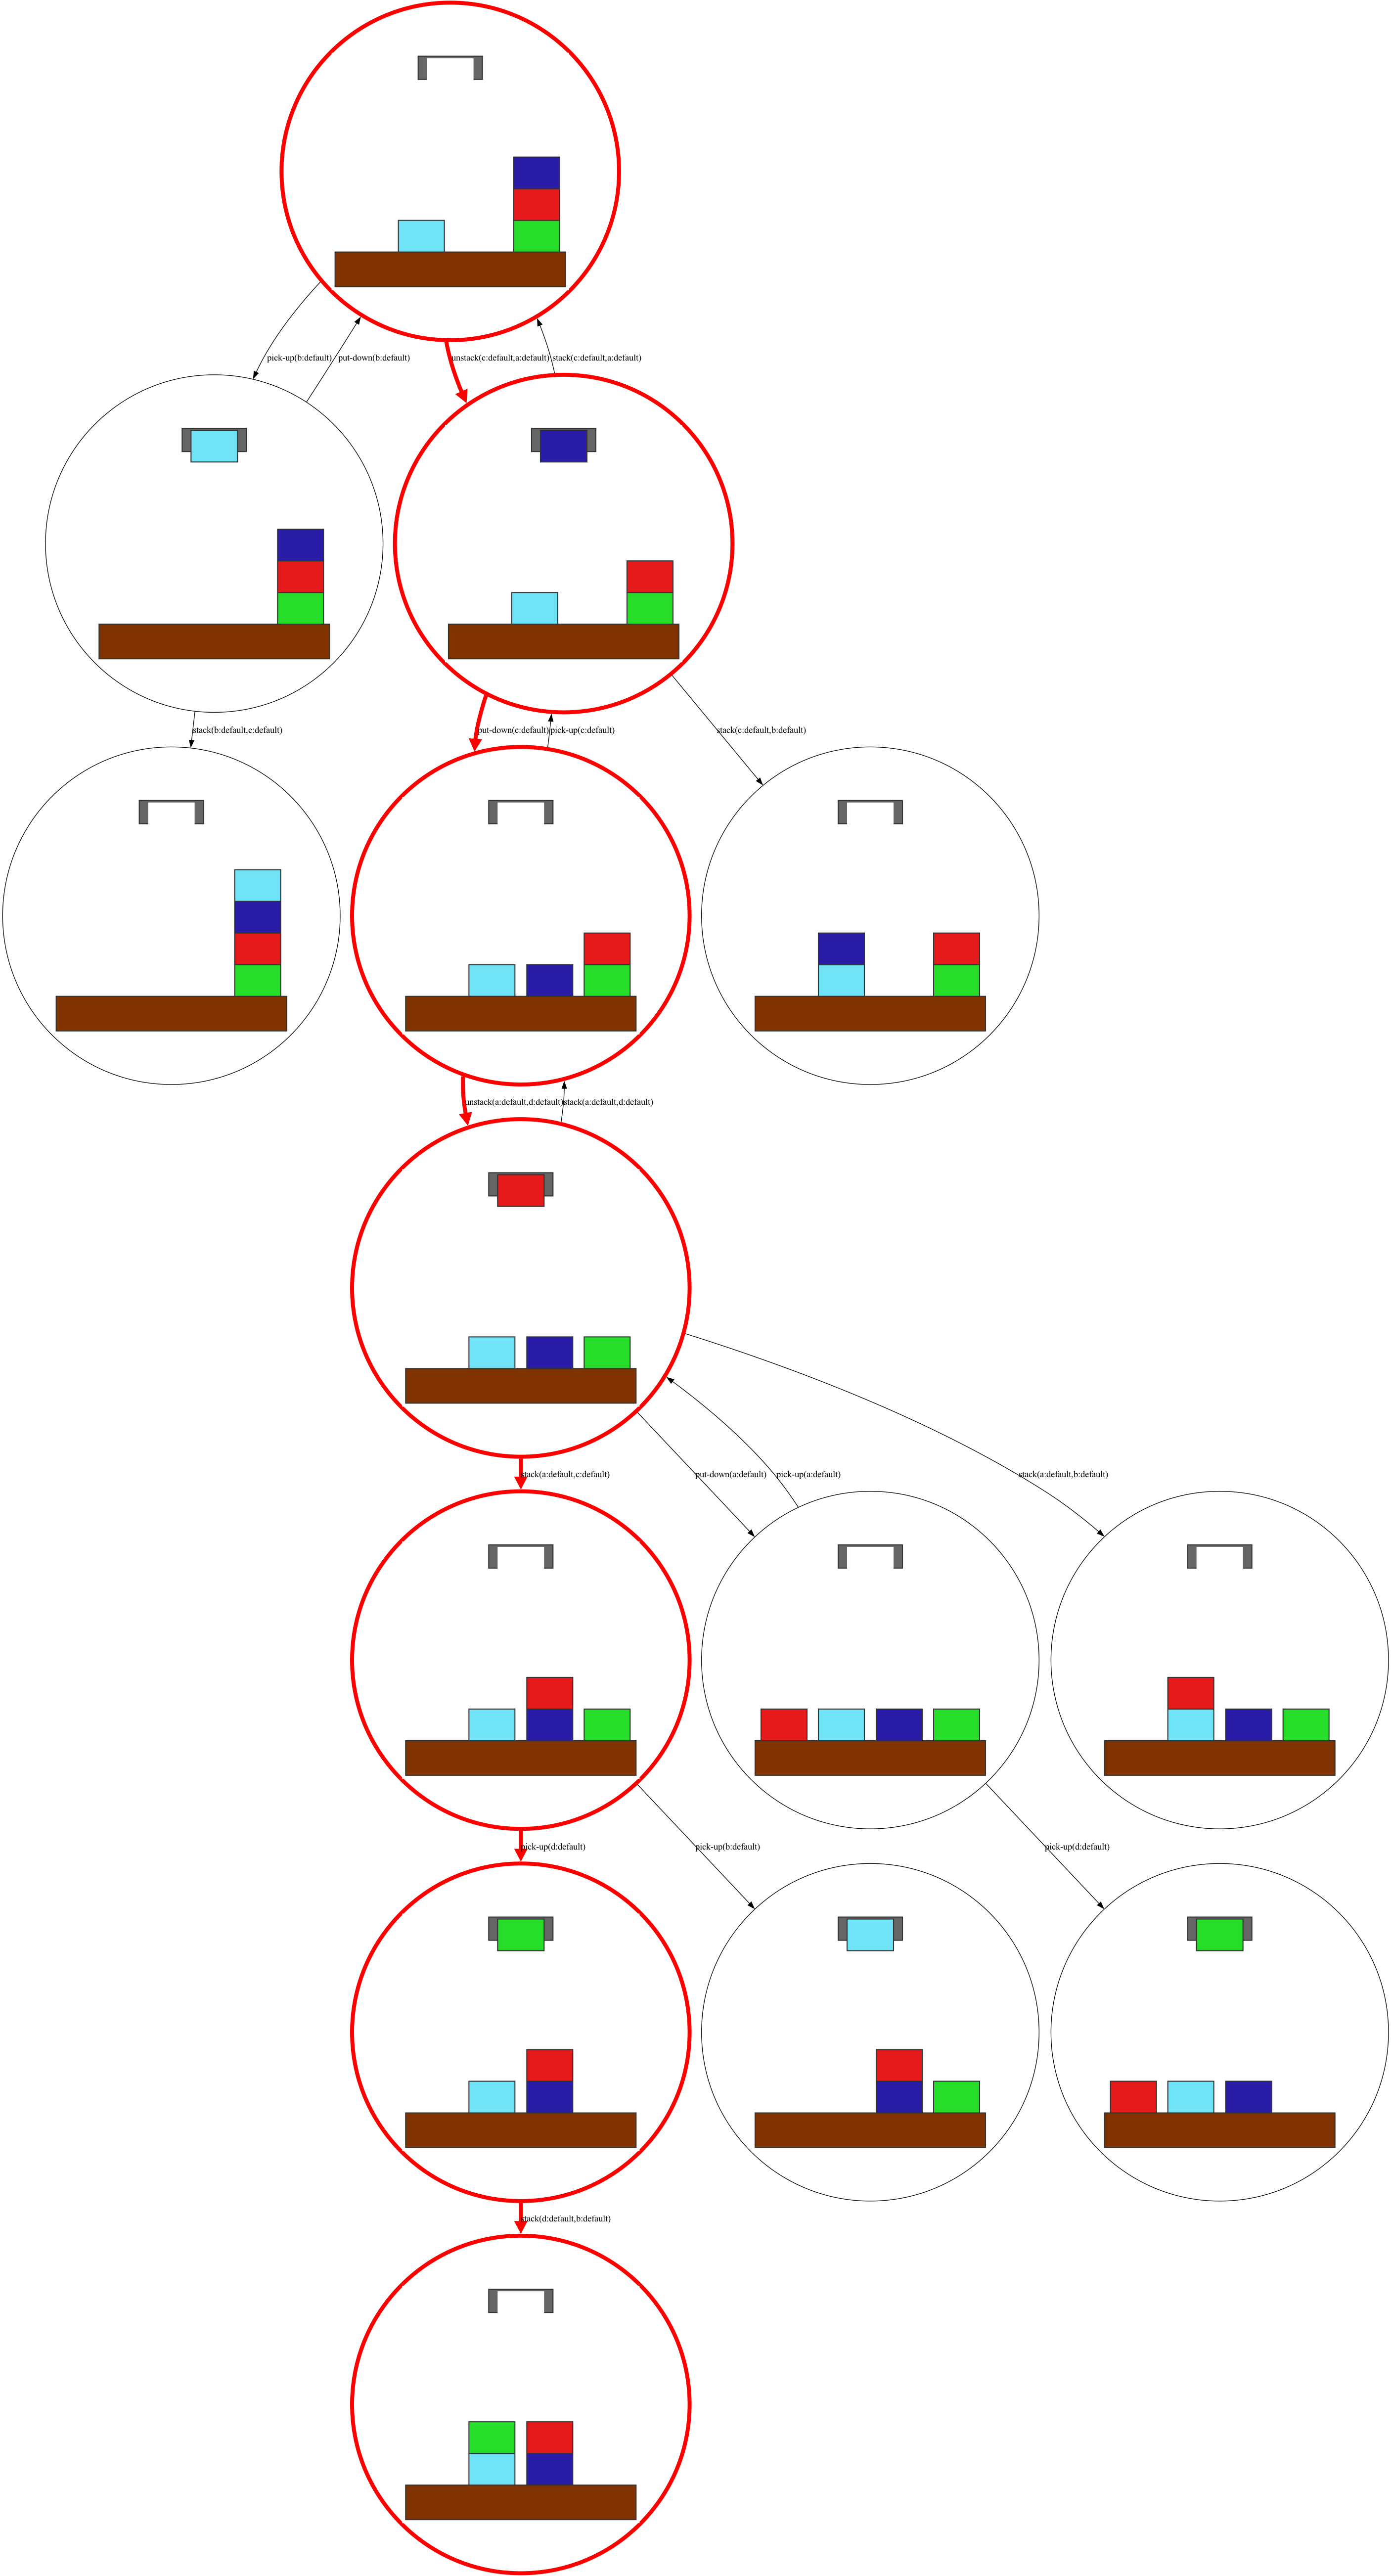 pick-up(b:default)
put-down(b:default)
unstack(c:default,a:default)
stack(c:default,a:default)
stack(b:default,c:default)
put-down(c:default)
pick-up(c:default)
stack(c:default,b:default)
unstack(a:default,d:default)
stack(a:default,d:default)
stack(a:default,c:default)
put-down(a:default)
pick-up(a:default)
stack(a:default,b:default)
pick-up(d:default)
pick-up(b:default)
pick-up(d:default)
stack(d:default,b:default)